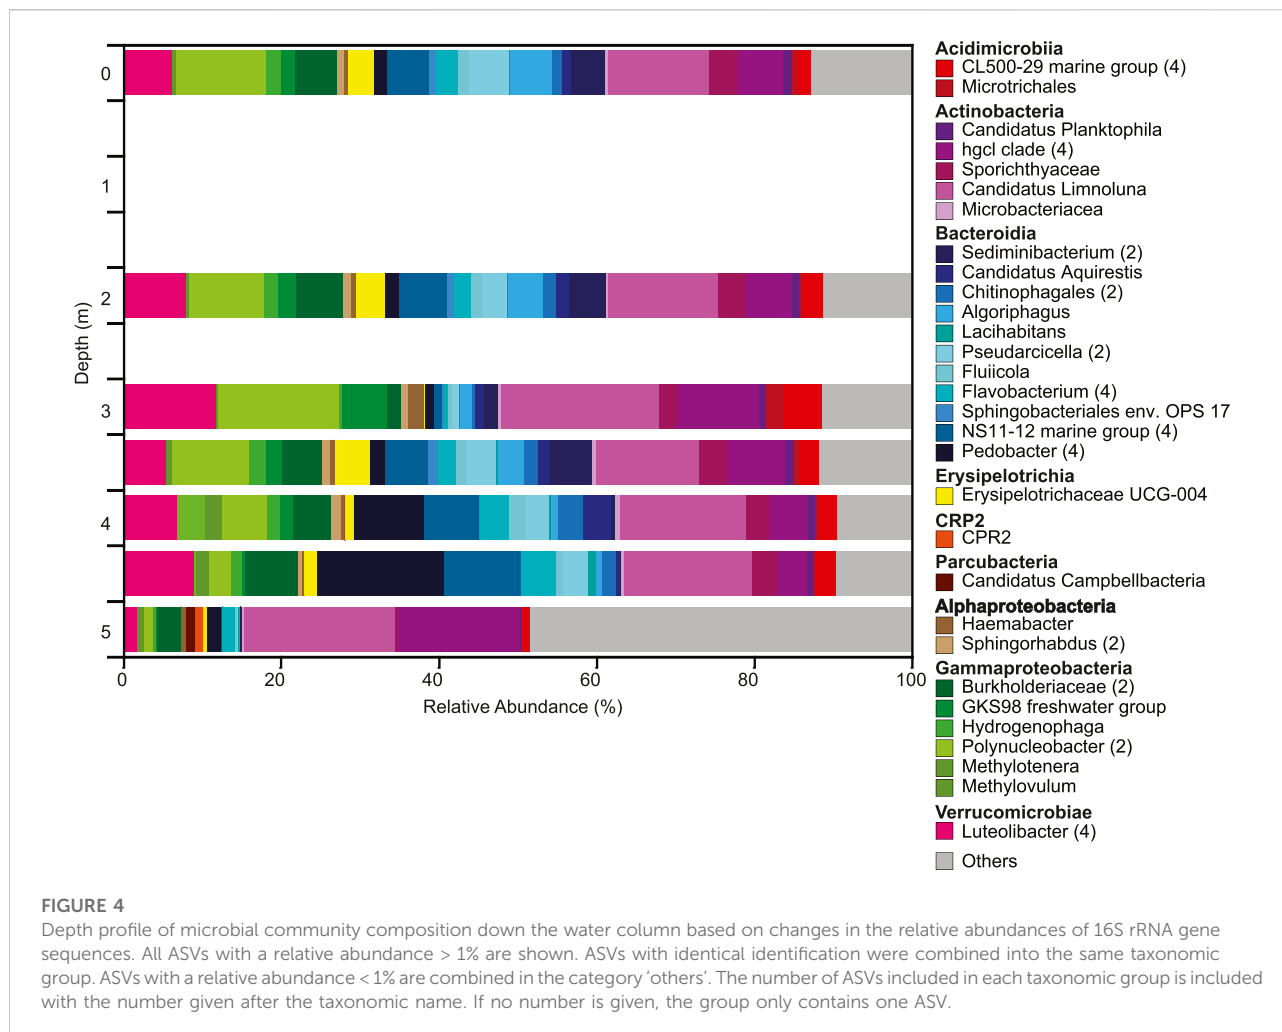 0
1
2
3
4
5
Depth (m)
0
20
40
60
80
100
Relative Abundance (%)
Acidimicrobiia
CL500-29 marine group (4)
Microtrichales
Actinobacteria
Candidatus Planktophila
hgcl clade (4)
Sporichthyaceae
Candidatus Limnoluna
Microbacteriacea
Bacteroidia
Sediminibacterium (2)
Candidatus Aquirestis
Chitinophagales (2)
Algoriphagus
Lacihabitans
Pseudarcicella (2)
Fluiicola
Flavobacterium (4)
Sphingobacteriales env. OPS 17
NS11-12 marine group (4)
Pedobacter (4)
Erysipelotrichia
Erysipelotrichaceae UCG-004
CRP2
CPR2
Parcubacteria
Candidatus Campbellbacteria
Alphaproteobacteria
Haemabacter
Sphingorhabdus (2)
Gammaproteobacteria
Burkholderiaceae (2)
GKS98 freshwater group
Hydrogenophaga
Polynucleobacter (2)
Methylotenera
Methylovulum
Verrucomicrobiae
Luteolibacter (4)
Others
FIGURE 4
Depth profile of microbial community composition down the water column based on changes in the relative abundances of 16S rRNA gene
sequences. All ASVs with a relative abundance > 1% are shown. ASVs with identical identification were combined into the same taxonomic
group. ASVs with a relative abundance < 1% are combined in the category ‘others’. The number of ASVs included in each taxonomic group is included
with the number given after the taxonomic name. If no number is given, the group only contains one ASV.